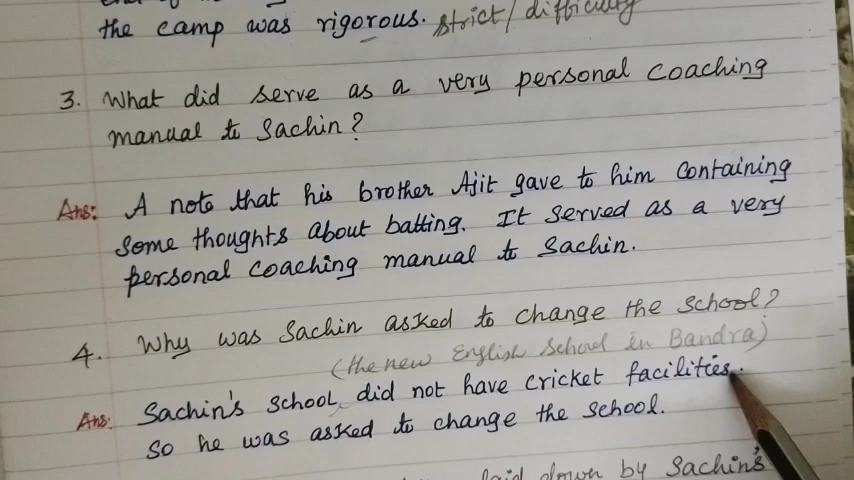 the camp was rigorous. strict/difficulty
3. What did serve as a very personal coaching
manual to Sachin?
Ans: A note that his brother Ajit gave to him containing
some thoughts about batting. It served as a very
personal coaching manual to Sachin.
4. Why was Sachin asked to change the school?
(the new English School in Bandra)
Ans: Sachin's school did not have cricket facilities.
so he was asked to change the school.
laid down by Sachin's